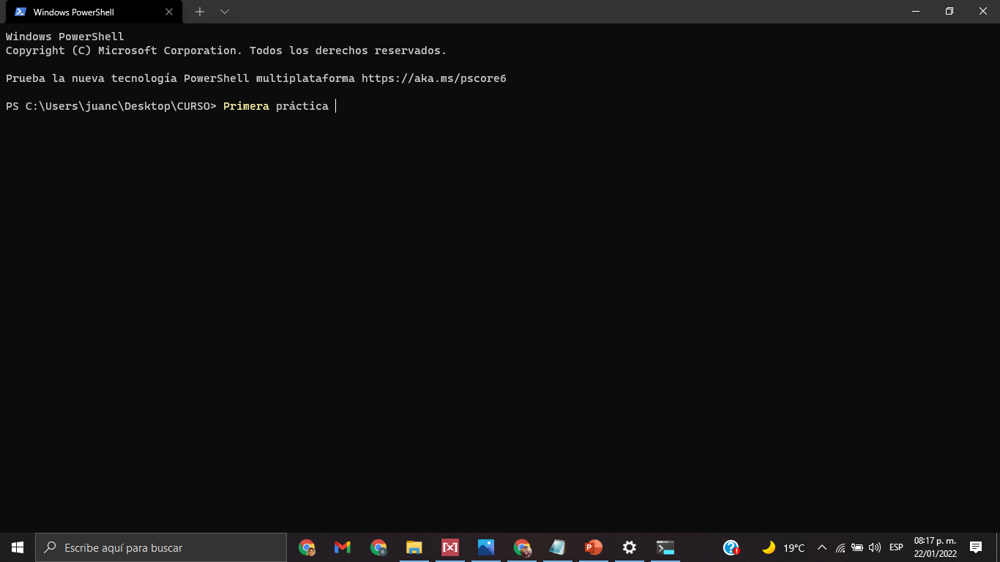 Windows PowerShell
Windows PowerShell
Copyright (C) Microsoft Corporation. Todos los derechos reservados.
Prueba la nueva tecnología PowerShell multiplataforma https://aka.ms/pscore6
PS C:\Users\juanc\Desktop\CURSO> Primera práctica
Escribe aquí para buscar
19°C
ESP
08:17 p. m.
22/01/2022